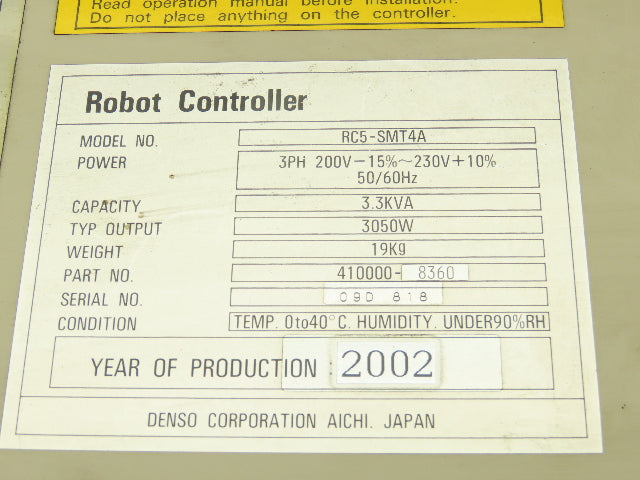 Read operation manual before installation.
Do not place anything on the controller.
Robot Controller
MODEL NO. RC5-SMT4A
POWER 3PH 200V-15%~230V+10%
50/60Hz
CAPACITY 3.3KVA
TYP OUTPUT 3050W
WEIGHT 19Kg
PART NO. 410000-8360
SERIAL NO. 09D 818
CONDITION TEMP. 0to40°C. HUMIDITY. UNDER90%RH
YEAR OF PRODUCTION 2002
DENSO CORPORATION AICHI. JAPAN